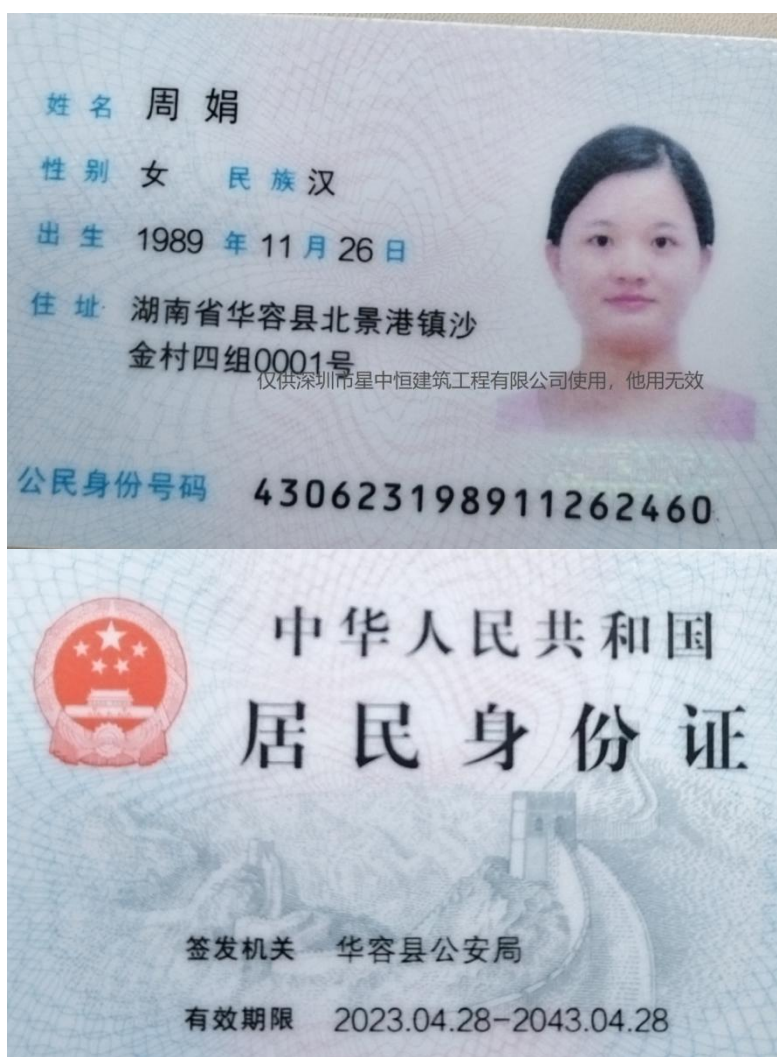 姓名 周娟
性别 女 民族 汉
出生 1989 年 11 月 26 日
住址 湖南省华容县北景港镇沙
金村四组0001号
仅供深圳市星中恒建筑工程有限公司使用，他用无效
公民身份号码 430623198911262460
中华人民共和国
居民身份证
签发机关 华容县公安局
有效期限 2023.04.28-2043.04.28